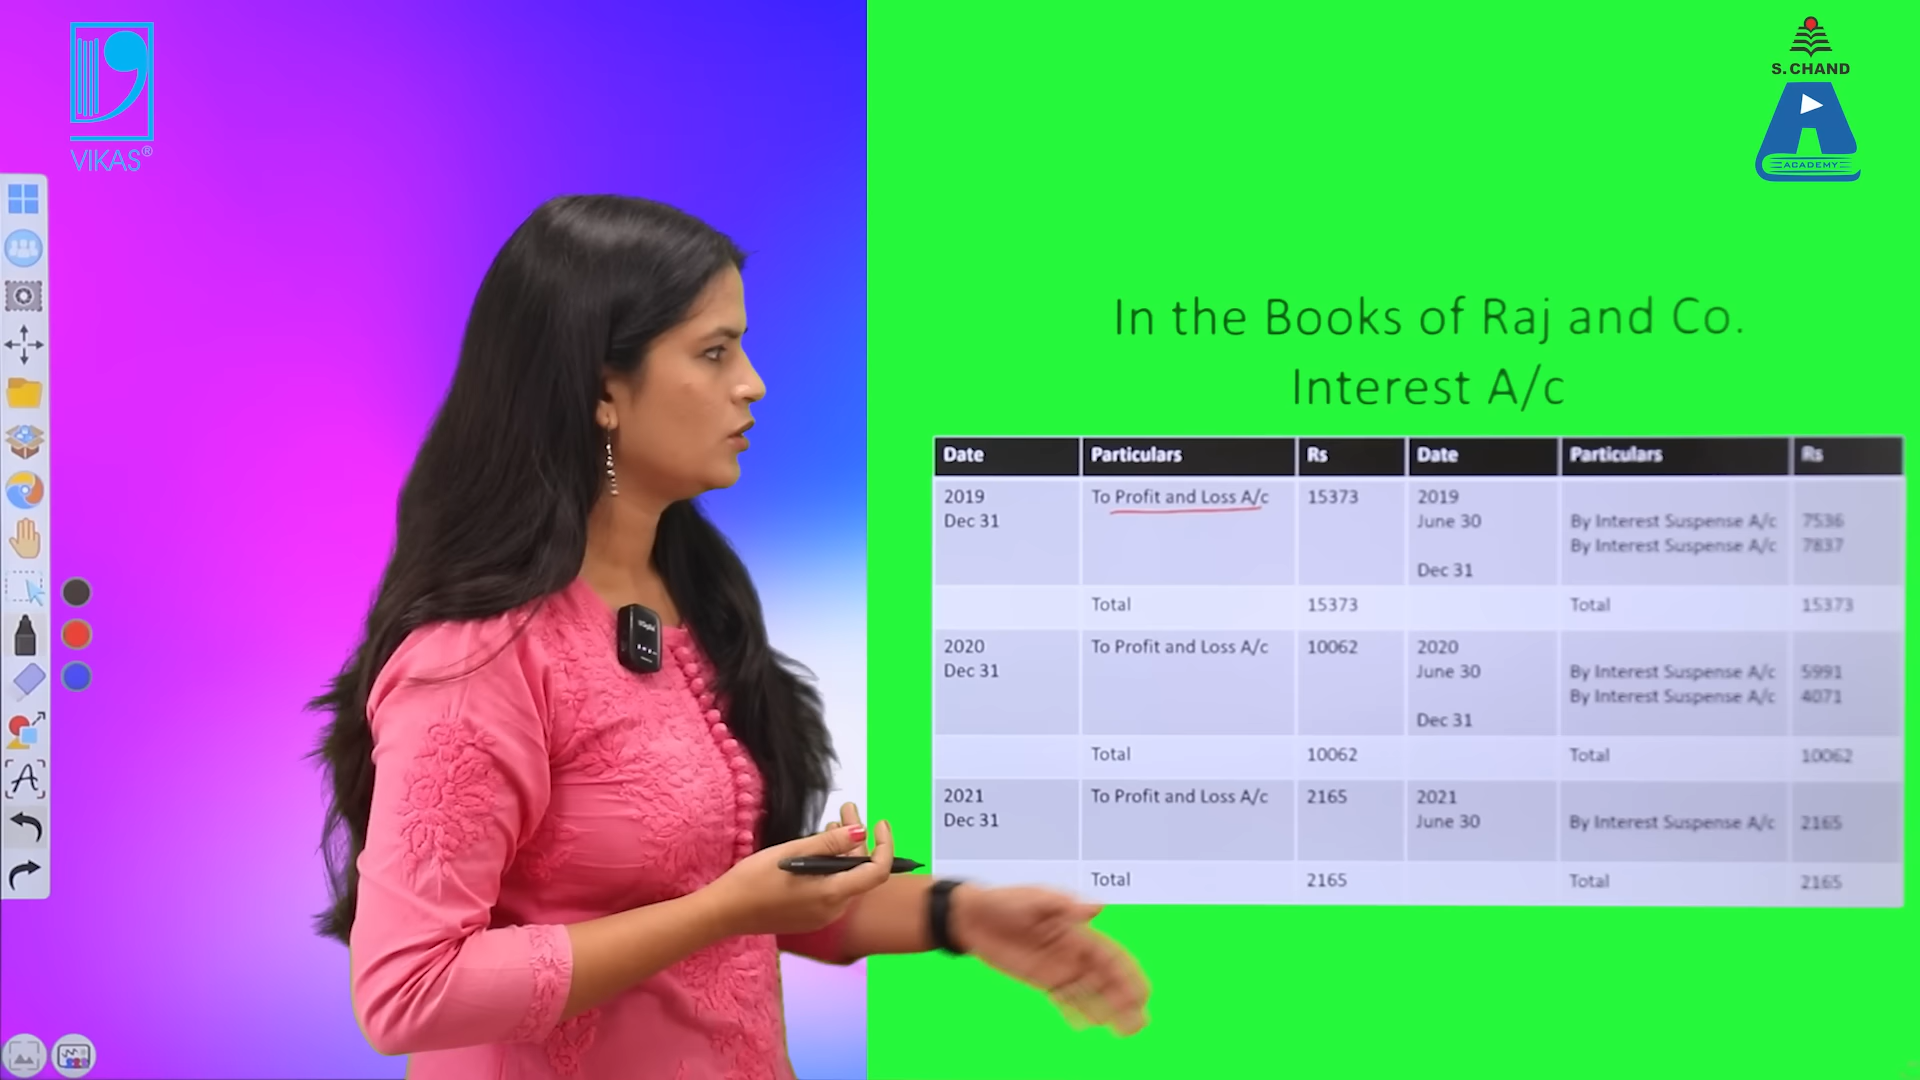 VIKAS®
S. CHAND
ACADEMY
In the Books of Raj and Co.
Interest A/c
Date Particulars Rs Date Particulars Rs
2019 To Profit and Loss A/c 15373 2019
Dec 31 June 30 By Interest Suspense A/c 7536
By Interest Suspense A/c 7837
Dec 31
Total 15373 Total 15373
2020 To Profit and Loss A/c 10062 2020
Dec 31 June 30 By Interest Suspense A/c 5991
By Interest Suspense A/c 4071
Dec 31
Total 10062 Total 10062
2021 To Profit and Loss A/c 2165 2021
Dec 31 June 30 By Interest Suspense A/c 2165
Total 2165 Total 2165